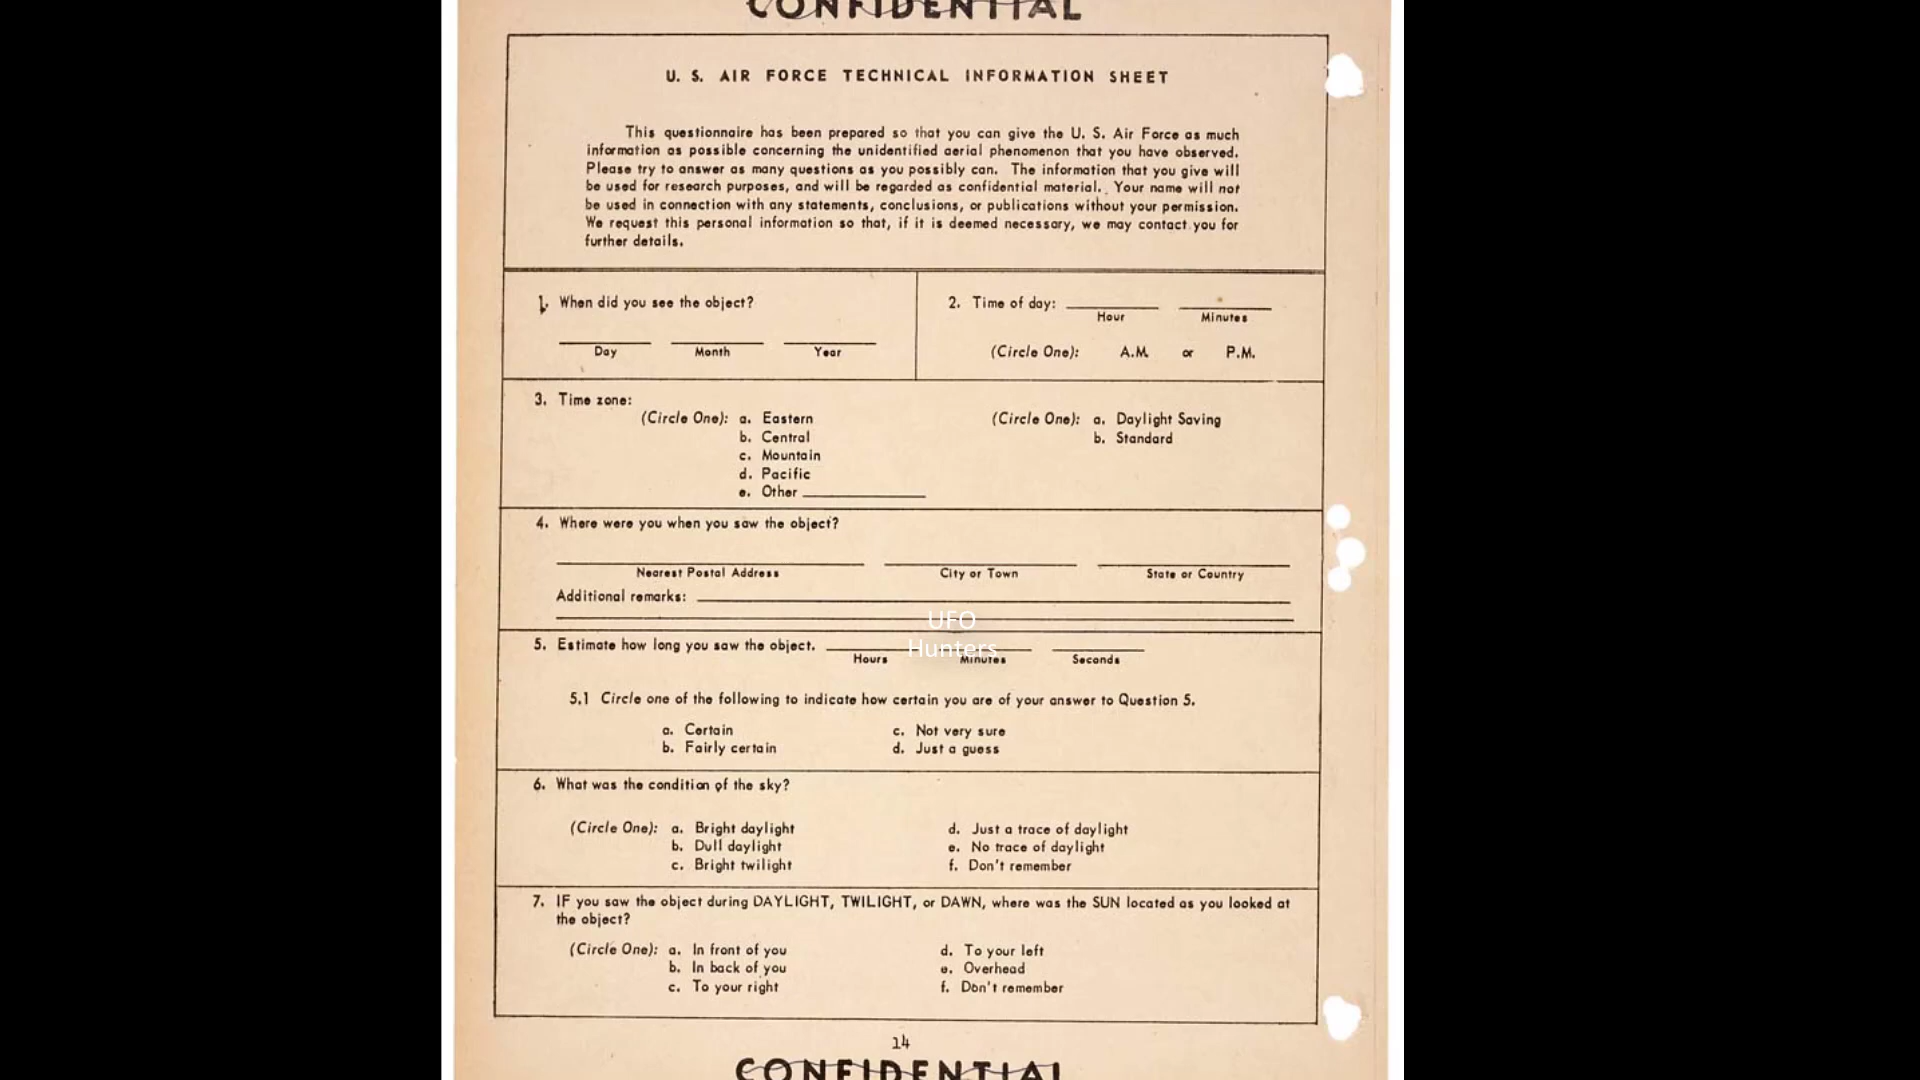 CONFIDENTIAL
U. S. AIR FORCE TECHNICAL INFORMATION SHEET
This questionnaire has been prepared so that you can give the U. S. Air Force as much
information as possible concerning the unidentified aerial phenomenon that you have observed.
Please try to answer as many questions as you possibly can. The information that you give will
be used for research purposes, and will be regarded as confidential material. Your name will not
be used in connection with any statements, conclusions, or publications without your permission.
We request this personal information so that, if it is deemed necessary, we may contact you for
further details.
1. When did you see the object?
Day Month Year
2. Time of day:
Hour Minutes
(Circle One): A.M. or P.M.
3. Time zone:
(Circle One): a. Eastern
b. Central
c. Mountain
d. Pacific
e. Other
(Circle One): a. Daylight Saving
b. Standard
4. Where were you when you saw the object?
Nearest Postal Address City or Town State or Country
Additional remarks:
UFO
Hunters
5. Estimate how long you saw the object.
Hours Minutes Seconds
5.1 Circle one of the following to indicate how certain you are of your answer to Question 5.
a. Certain
b. Fairly certain
c. Not very sure
d. Just a guess
6. What was the condition of the sky?
(Circle One): a. Bright daylight
b. Dull daylight
c. Bright twilight
d. Just a trace of daylight
e. No trace of daylight
f. Don't remember
7. IF you saw the object during DAYLIGHT, TWILIGHT, or DAWN, where was the SUN located as you looked at
the object?
(Circle One): a. In front of you
b. In back of you
c. To your right
d. To your left
e. Overhead
f. Don't remember
14
CONFIDENTIAL